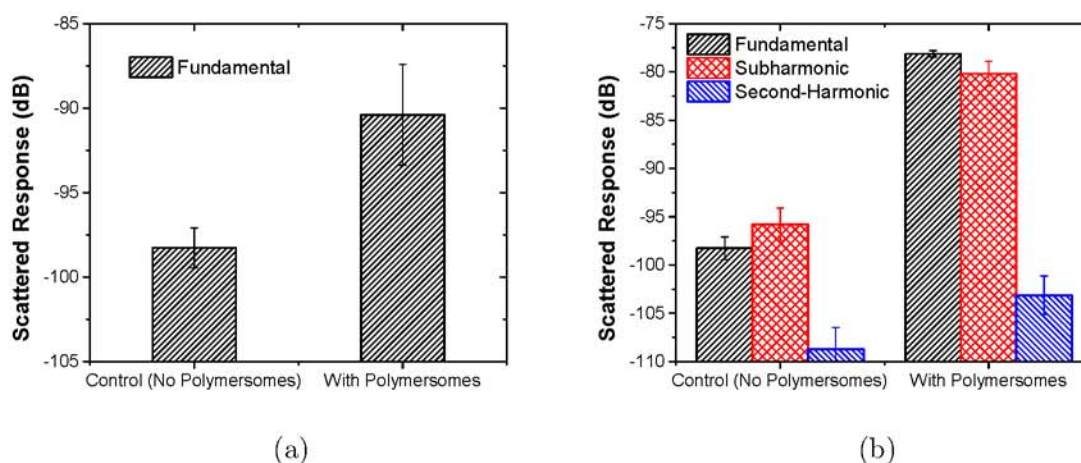 -85
-90
-95
-100
-105
Scattered Response (dB)
Fundamental
Control (No Polymersomes)
With Polymersomes
(a)
-75
-80
-85
-90
-95
-100
-105
-110
Scattered Response (dB)
Fundamental
Subharmonic
Second-Harmonic
Control (No Polymersomes)
With Polymersomes
(b)